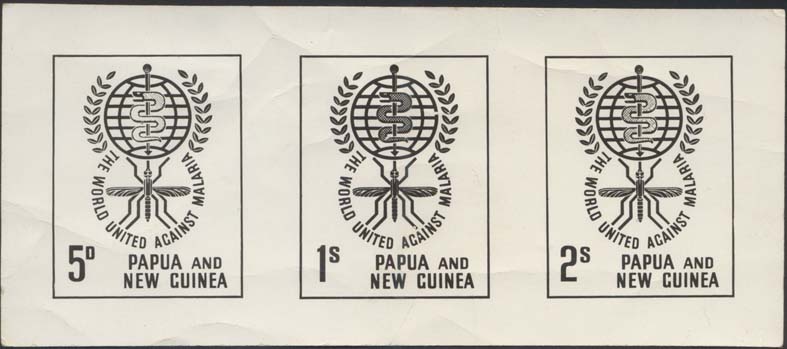 THE WORLD UNITED AGAINST MALARIA
5D PAPUA AND
NEW GUINEA
THE WORLD UNITED AGAINST MALARIA
1S PAPUA AND
NEW GUINEA
THE WORLD UNITED AGAINST MALARIA
2S PAPUA AND
NEW GUINEA